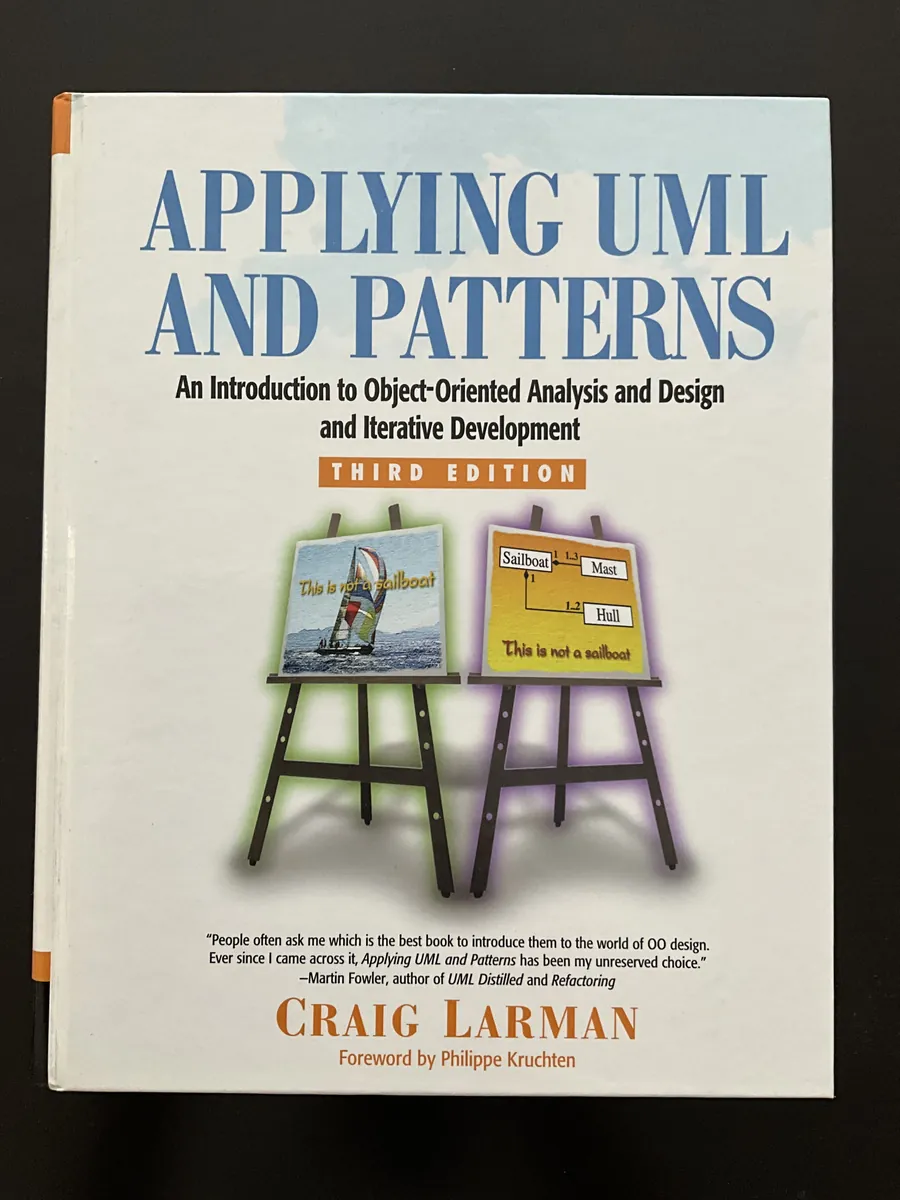 APPLYING UML
AND PATTERNS
An Introduction to Object-Oriented Analysis and Design
and Iterative Development
THIRD EDITION
This is not a sailboat
Sailboat 1 1..3 Mast
1
1..2 Hull
This is not a sailboat
“People often ask me which is the best book to introduce them to the world of OO design.
Ever since I came across it, Applying UML and Patterns has been my unreserved choice.”
–Martin Fowler, author of UML Distilled and Refactoring
CRAIG LARMAN
Foreword by Philippe Kruchten